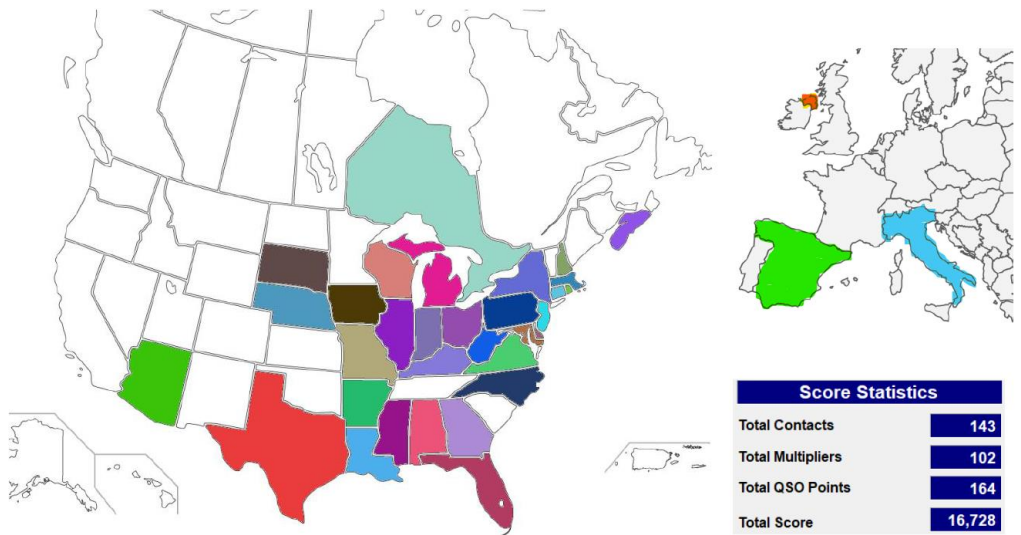 Score Statistics
Total Contacts 143
Total Multipliers 102
Total QSO Points 164
Total Score 16,728